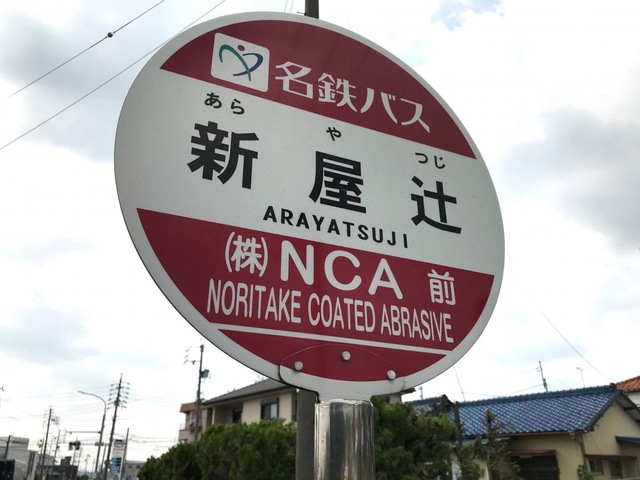 名鉄バス
あら や つじ
新屋辻
ARAYATSUJI
(株)NCA 前
NORITAKE COATED ABRASIVE